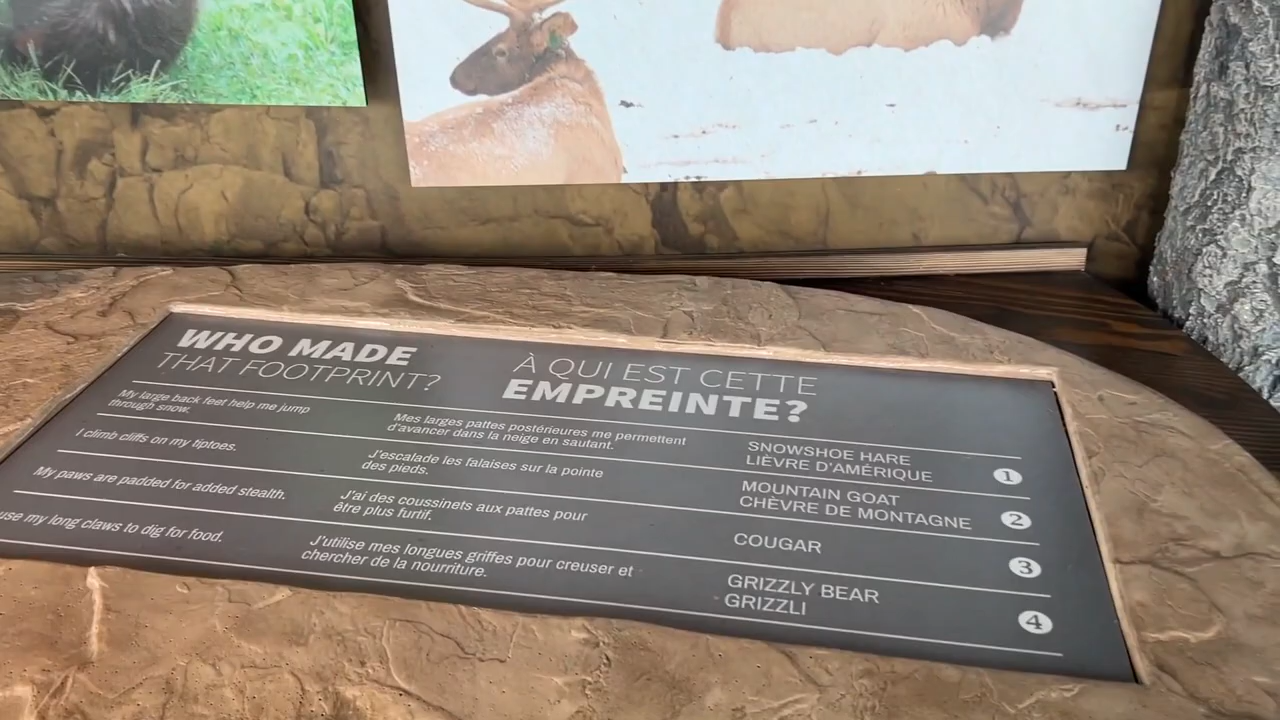 WHO MADE
THAT FOOTPRINT?
À QUI EST CETTE
EMPREINTE?
My large back feet help me jump
through snow.
Mes larges pattes postérieures me permettent
d'avancer dans la neige en sautant.
SNOWSHOE HARE
LIÈVRE D'AMÉRIQUE
1
I climb cliffs on my tiptoes.
J'escalade les falaises sur la pointe
des pieds.
MOUNTAIN GOAT
CHÈVRE DE MONTAGNE
2
My paws are padded for added stealth.
J'ai des coussinets aux pattes pour
être plus furtif.
COUGAR
3
use my long claws to dig for food.
J'utilise mes longues griffes pour creuser et
chercher de la nourriture.
GRIZZLY BEAR
GRIZZLI
4